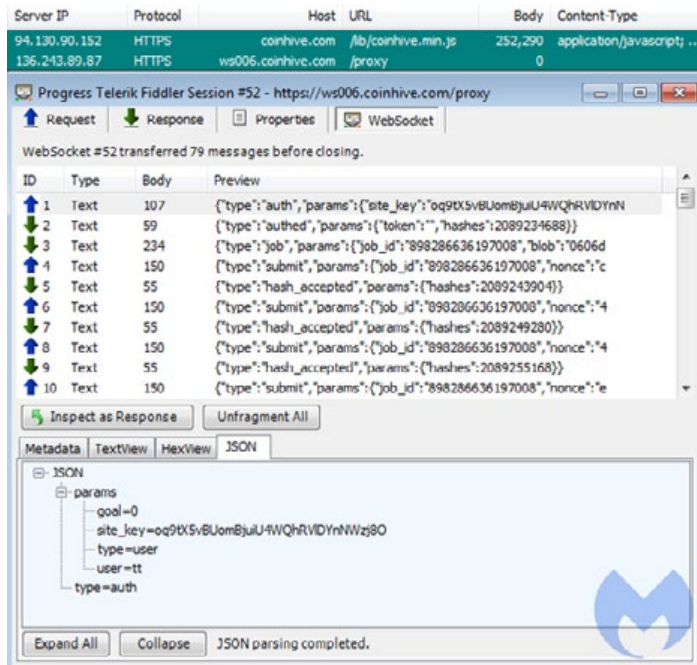 Server IP Protocol Host URL Body Content-Type
94.130.90.152 HTTPS coinhive.com /lib/coinhive.min.js 252,290 application/javascript; ...
136.243.89.87 HTTPS ws006.coinhive.com /proxy 0
Progress Telerik Fiddler Session #52 - https://ws006.coinhive.com/proxy
Request Response Properties WebSocket
WebSocket #52 transferred 79 messages before closing.
ID Type Body Preview
1 Text 107 {"type":"auth","params":{"site_key":"oq9tX5vBUomBjuiU4WQhRVlDYnN
2 Text 59 {"type":"authed","params":{"token":"","hashes":2089234688}}
3 Text 234 {"type":"job","params":{"job_id":"898286636197008","blob":"0606d
4 Text 150 {"type":"submit","params":{"job_id":"898286636197008","nonce":"c
5 Text 55 {"type":"hash_accepted","params":{"hashes":2089243904}}
6 Text 150 {"type":"submit","params":{"job_id":"898286636197008","nonce":"4
7 Text 55 {"type":"hash_accepted","params":{"hashes":2089249280}}
8 Text 150 {"type":"submit","params":{"job_id":"898286636197008","nonce":"4
9 Text 55 {"type":"hash_accepted","params":{"hashes":2089255168}}
10 Text 150 {"type":"submit","params":{"job_id":"898286636197008","nonce":"e
Inspect as Response Unfragment All
Metadata TextView HexView JSON
JSON
params
goal=0
site_key=oq9tX5vBUomBjuiU4WQhRVlDYnNWzj8O
type=user
user=tt
type=auth
Expand All Collapse JSON parsing completed.